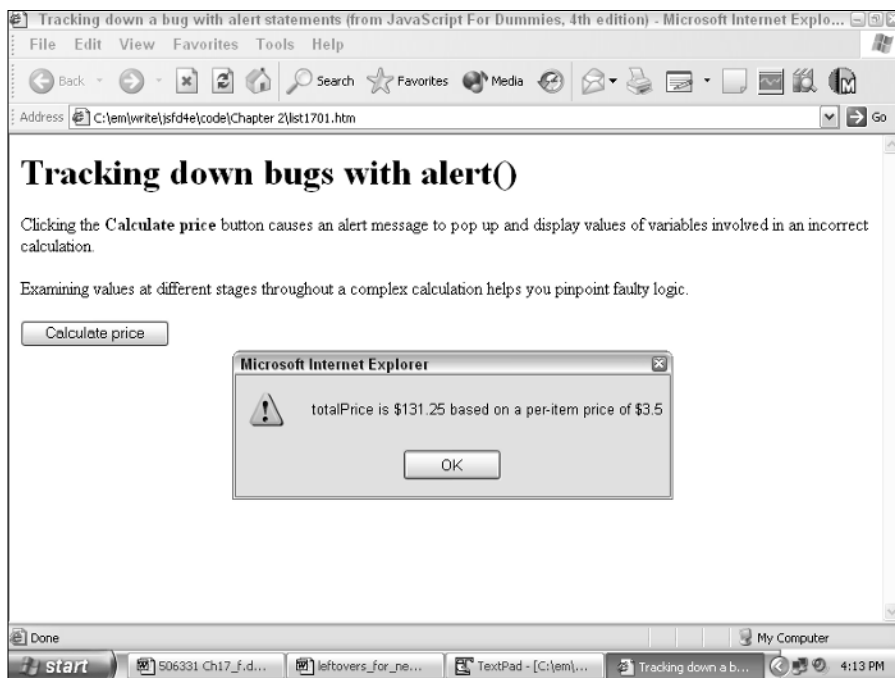 Tracking down a bug with alert statements (from JavaScript For Dummies, 4th edition) - Microsoft Internet Explo...
File Edit View Favorites Tools Help
Back Search Favorites Media
Address C:\em\write\jsfd4e\code\Chapter 2\list1701.htm Go
Tracking down bugs with alert()
Clicking the Calculate price button causes an alert message to pop up and display values of variables involved in an incorrect
calculation.
Examining values at different stages throughout a complex calculation helps you pinpoint faulty logic.
Calculate price
Microsoft Internet Explorer
totalPrice is $131.25 based on a per-item price of $3.5
OK
Done My Computer
start 506331 Ch17_f.d... leftovers_for_ne... TextPad - [C:\em\... Tracking down a b... 4:13 PM